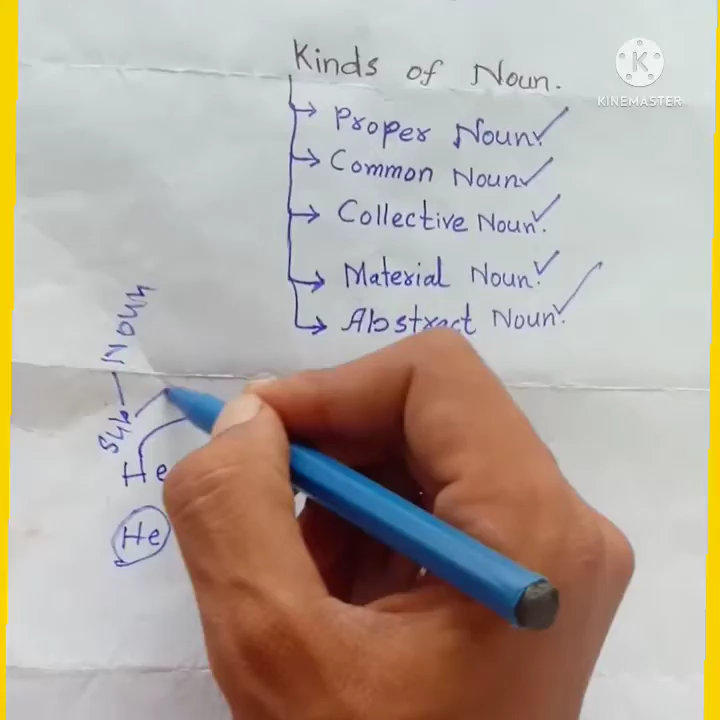 Kinds of Noun.
KINEMASTER
Proper Noun.
Common Noun
Collective Noun.
Material Noun.
Abstract Noun.
Sub - Noun
He
He